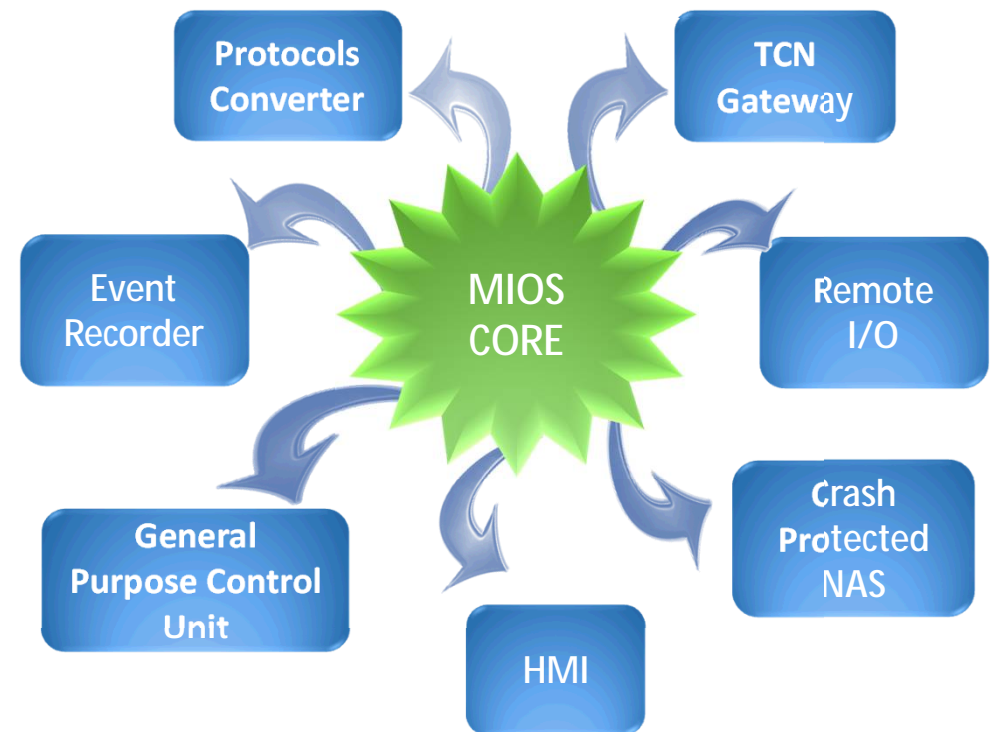 Protocols
Converter
TCN
Gateway
Event
Recorder
MIOS
CORE
Remote
I/O
General
Purpose Control
Unit
Crash
Protected
NAS
HMI